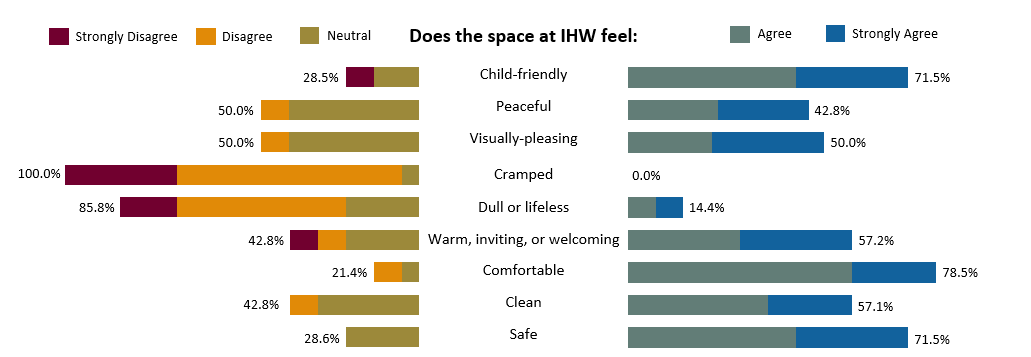 Strongly Disagree Disagree Neutral Does the space at IHW feel: Agree Strongly Agree
28.5% Child-friendly 71.5%
50.0% Peaceful 42.8%
50.0% Visually-pleasing 50.0%
100.0% Cramped 0.0%
85.8% Dull or lifeless 14.4%
42.8% Warm, inviting, or welcoming 57.2%
21.4% Comfortable 78.5%
42.8% Clean 57.1%
28.6% Safe 71.5%